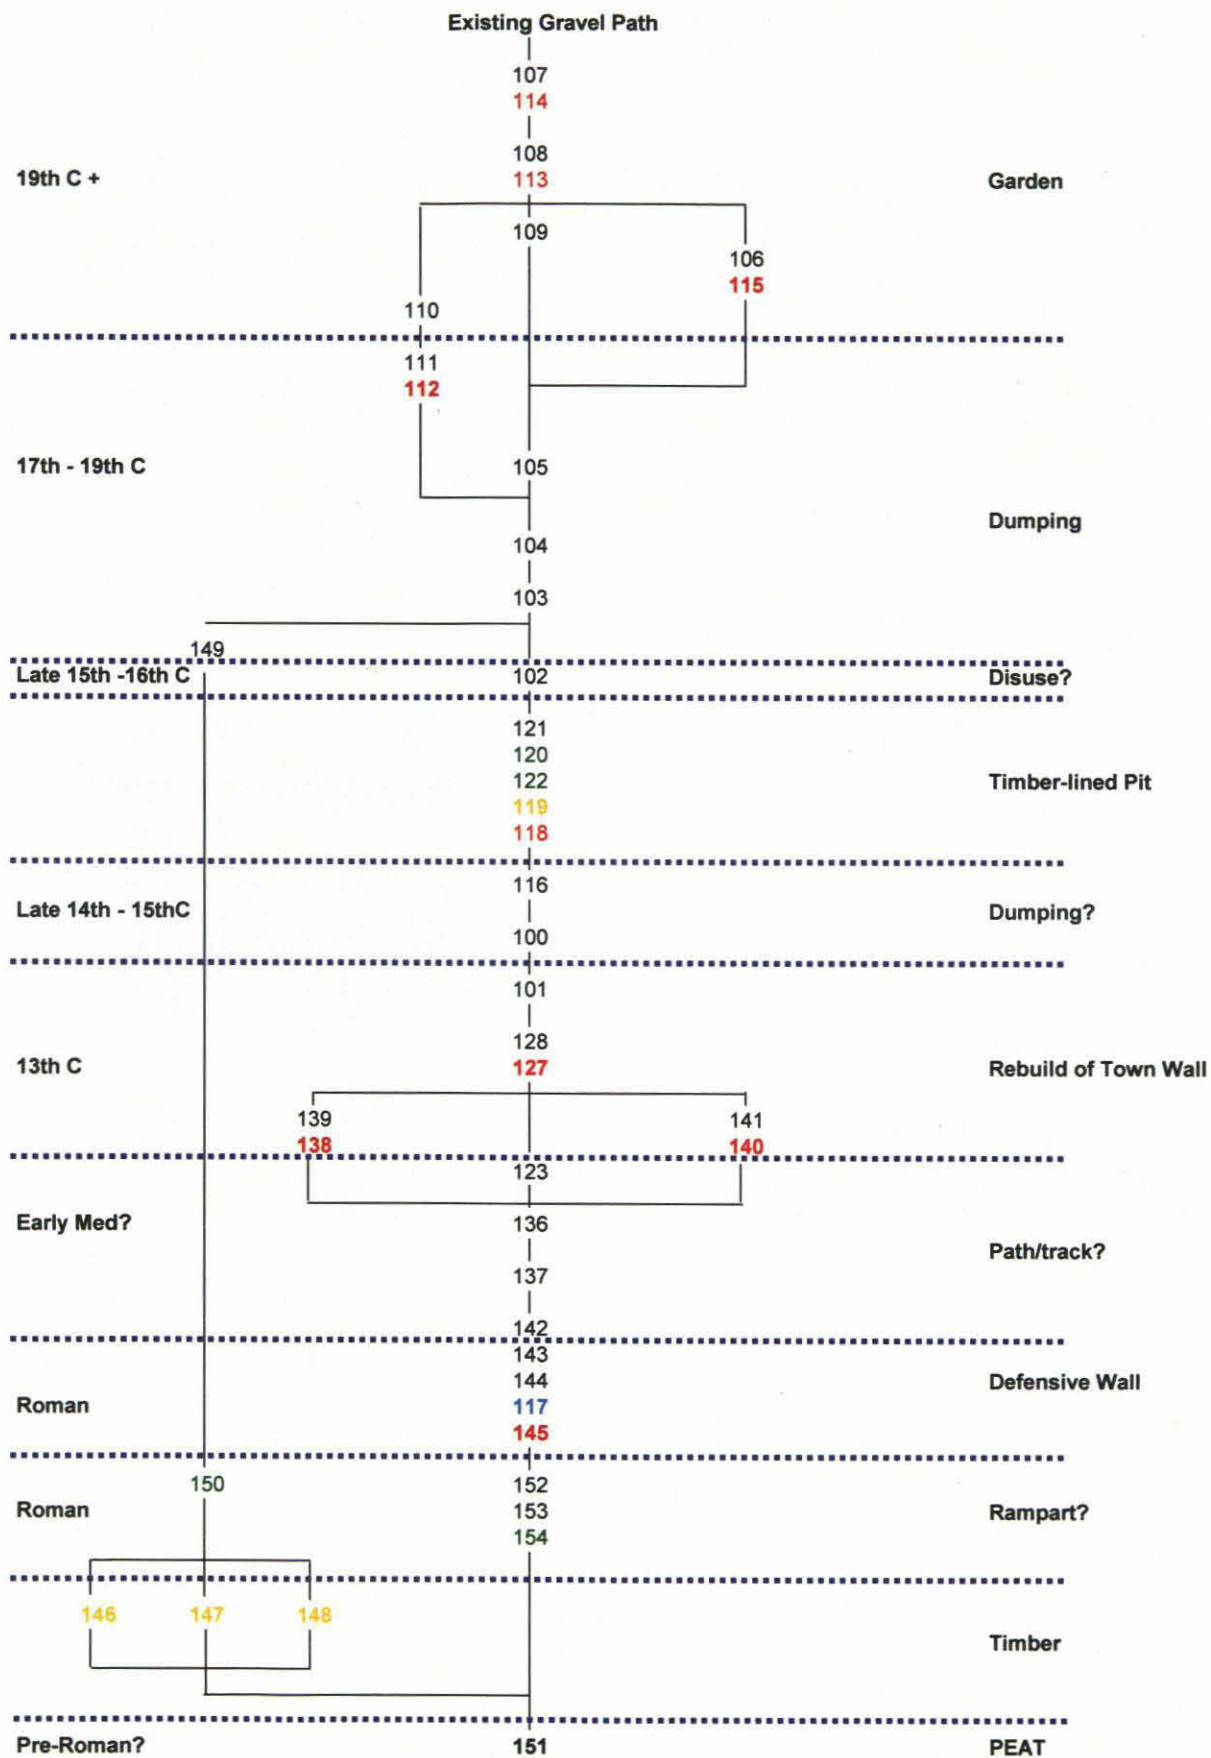 Existing Gravel Path
107
114
108
19th C + 113 Garden
109
106
115
110
111
112
17th - 19th C 105
Dumping
104
103
149
Late 15th -16th C 102 Disuse?
121
120
122 Timber-lined Pit
119
118
116
Late 14th - 15thC Dumping?
100
101
128
13th C 127 Rebuild of Town Wall
139 141
138 140
123
Early Med? 136
Path/track?
137
142
143
144 Defensive Wall
Roman 117
145
150 152
Roman 153 Rampart?
154
146 147 148
Timber
Pre-Roman? 151 PEAT